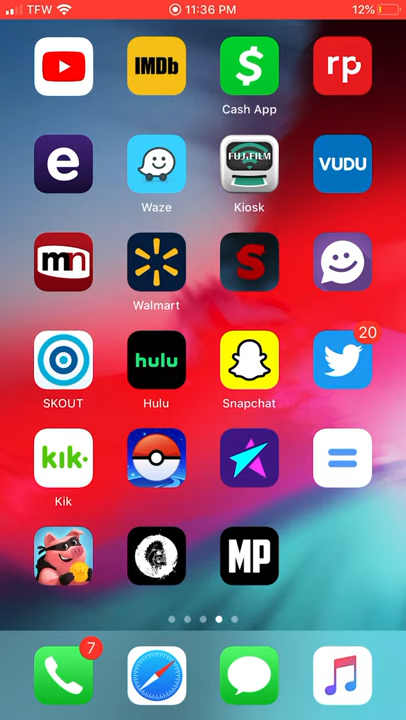 TFW 11:36 PM 12%
IMDb $ rp
Cash App
e FUJIFILM VUDU
Waze Kiosk
mn S
Walmart
hulu 20
SKOUT Hulu Snapchat
kik.
Kik
MP
7